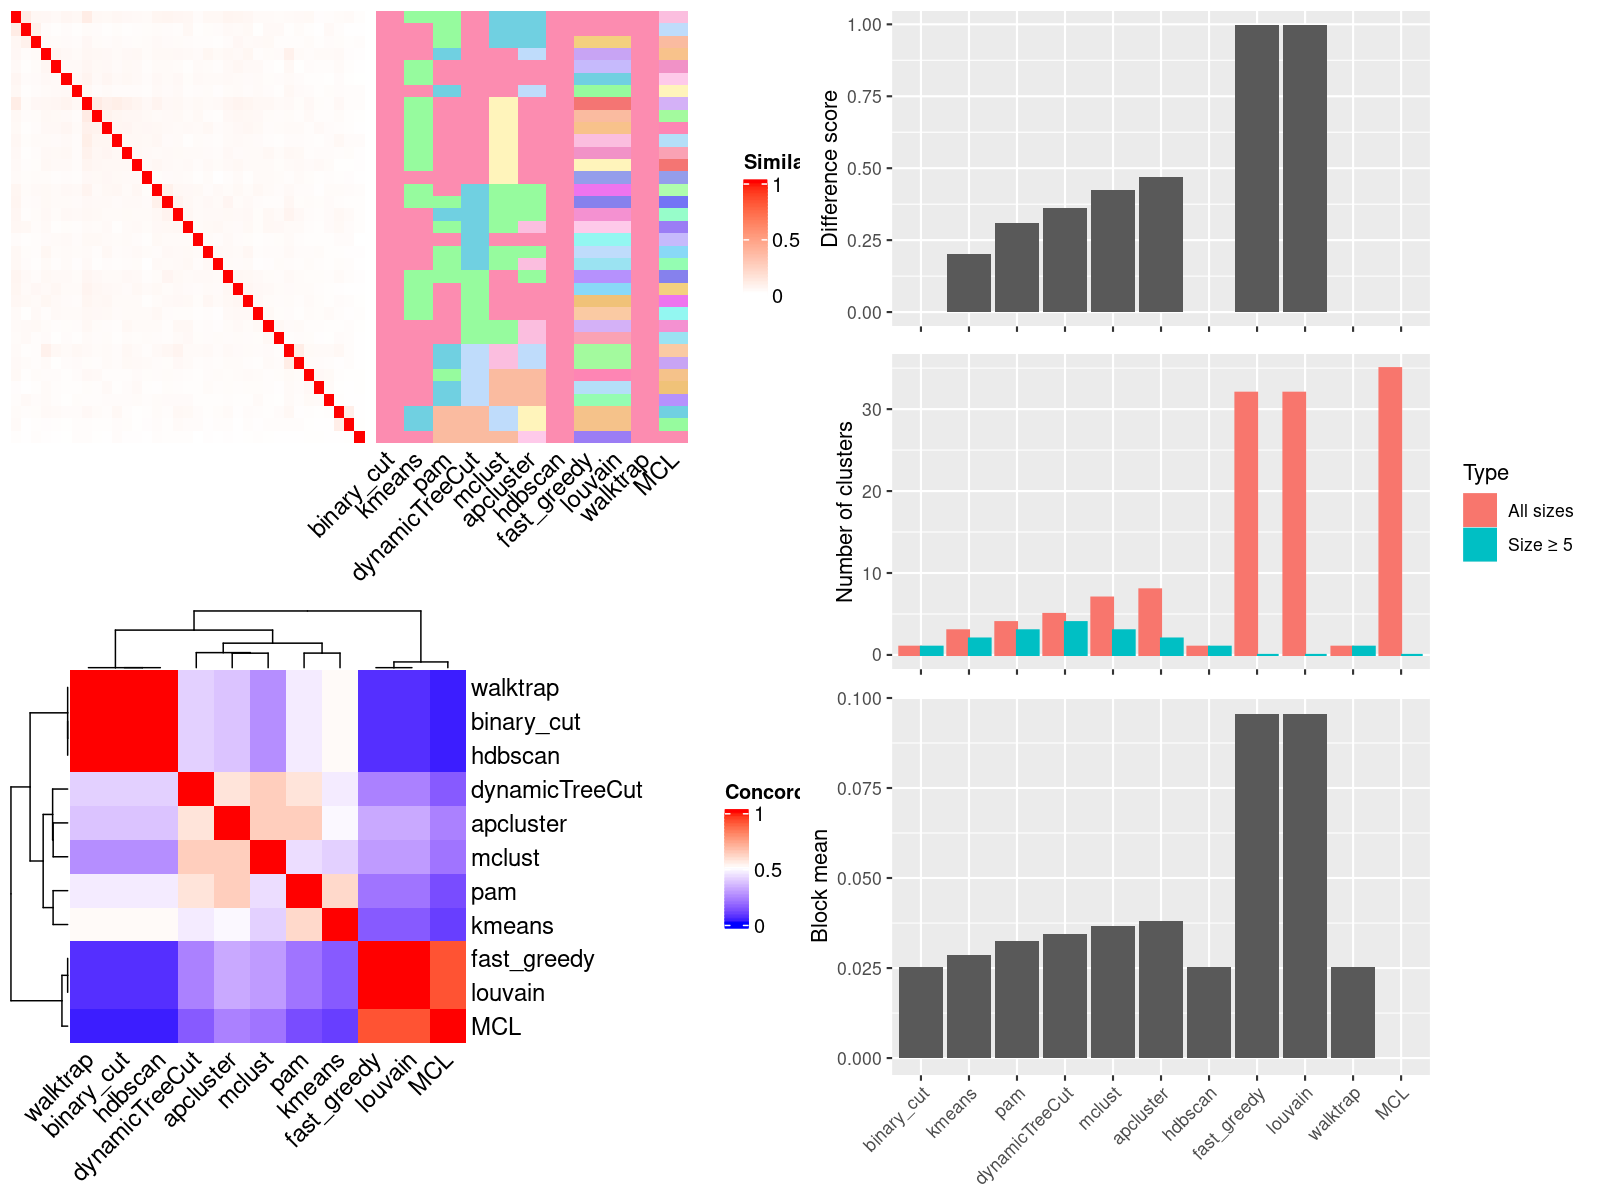 Simila
1
0.5
0
binary_cut
kmeans
pam
dynamicTreeCut
mclust
apcluster
hdbscan
fast_greedy
louvain
walktrap
MCL
walktrap
binary_cut
hdbscan
dynamicTreeCut
apcluster
mclust
pam
kmeans
fast_greedy
louvain
MCL
Concord
1
0.5
0
walktrap
binary_cut
hdbscan
dynamicTreeCut
apcluster
mclust
pam
kmeans
fast_greedy
louvain
MCL
Difference score
1.00
0.75
0.50
0.25
0.00
Number of clusters
30
20
10
0
Type
All sizes
Size ≥ 5
Block mean
0.100
0.075
0.050
0.025
0.000
binary_cut
kmeans
pam
dynamicTreeCut
mclust
apcluster
hdbscan
fast_greedy
louvain
walktrap
MCL